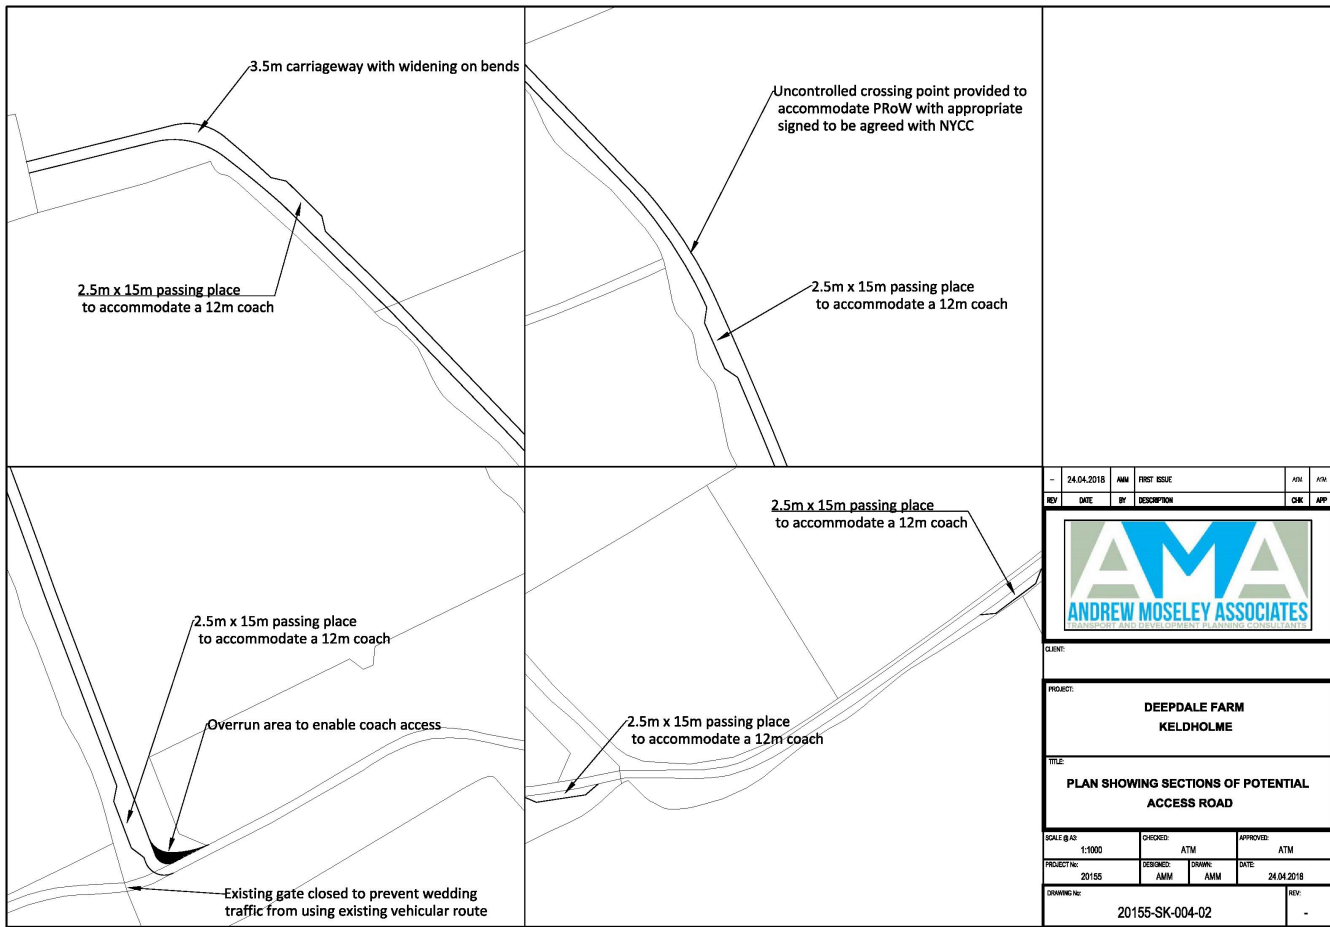 3.5m carriageway with widening on bends
2.5m x 15m passing place
to accommodate a 12m coach
Uncontrolled crossing point provided to
accommodate PRoW with appropriate
signed to be agreed with NYCC
2.5m x 15m passing place
to accommodate a 12m coach
2.5m x 15m passing place
to accommodate a 12m coach
Overrun area to enable coach access
Existing gate closed to prevent wedding
traffic from using existing vehicular route
2.5m x 15m passing place
to accommodate a 12m coach
2.5m x 15m passing place
to accommodate a 12m coach
- 24.04.2018 AMM FIRST ISSUE ATM ATM
REV DATE BY DESCRIPTION CHK APP
AMA
ANDREW MOSELEY ASSOCIATES
TRANSPORT AND DEVELOPMENT PLANNING CONSULTANTS
CLIENT:
PROJECT:
DEEPDALE FARM
KELDHOLME
TITLE:
PLAN SHOWING SECTIONS OF POTENTIAL
ACCESS ROAD
SCALE @ A3: CHECKED: APPROVED:
1:1000 ATM ATM
PROJECT No: DESIGNED: DRAWN: DATE:
20155 AMM AMM 24.04.2018
DRAWING No: REV:
20155-SK-004-02 -